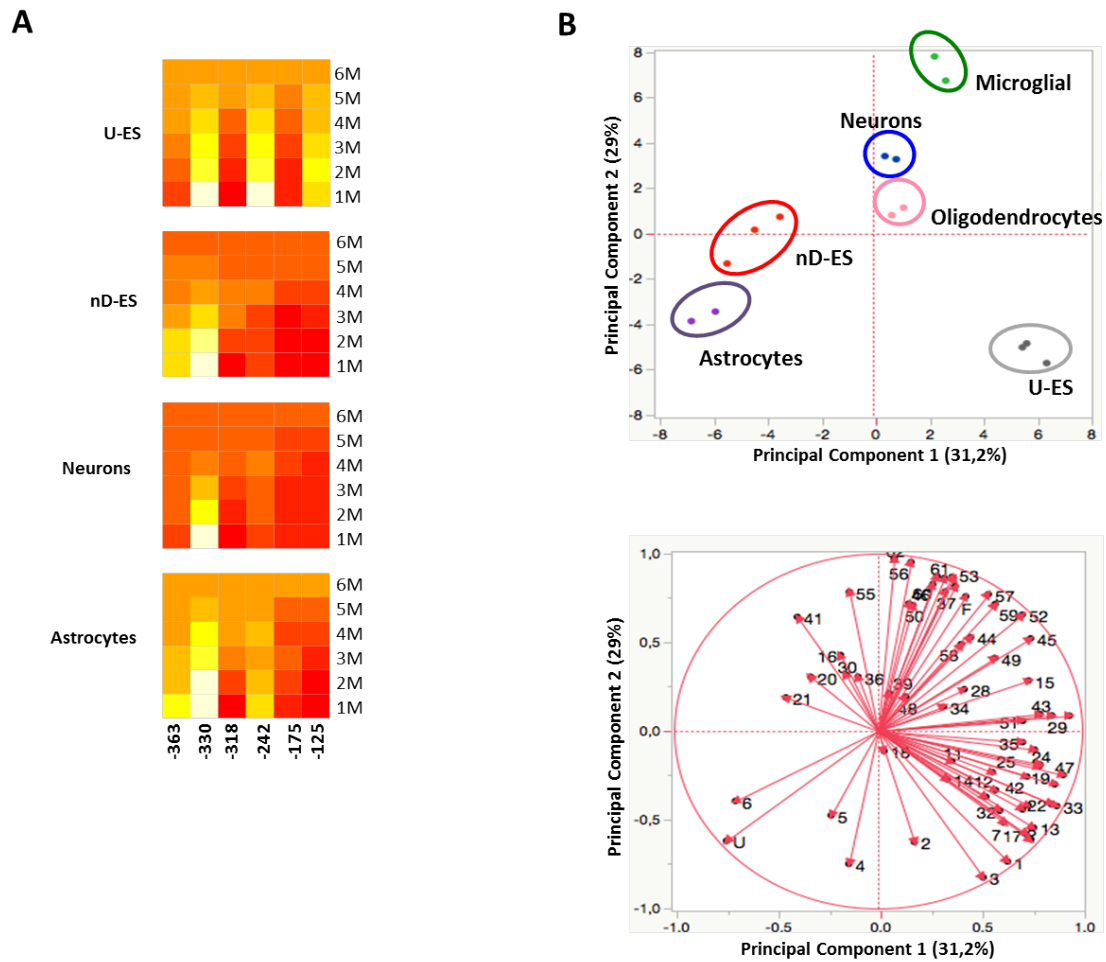 A
U-ES
6M
5M
4M
3M
2M
1M
nD-ES
6M
5M
4M
3M
2M
1M
Neurons
6M
5M
4M
3M
2M
1M
Astrocytes
6M
5M
4M
3M
2M
1M
-363 -330 -318 -242 -175 -125
B
Principal Component 2 (29%)
8
6
4
2
0
-2
-4
-6
-8
Microglial
Neurons
Oligodendrocytes
nD-ES
Astrocytes
U-ES
-8 -6 -4 -2 0 2 4 6 8
Principal Component 1 (31,2%)
Principal Component 2 (29%)
1,0
0,5
0,0
-0,5
-1,0
56 61 53
55 37 57
41 50 F 59 52
44 45
16 53 49
30
20 36 39 28 15
21 48 34 43
51 29
18 11 35 24
25 47
14 12 19
6 42
5 32 22 33
U 2 7 17 13
4 1
3
-1.0 -0.5 0.0 0.5 1.0
Principal Component 1 (31,2%)